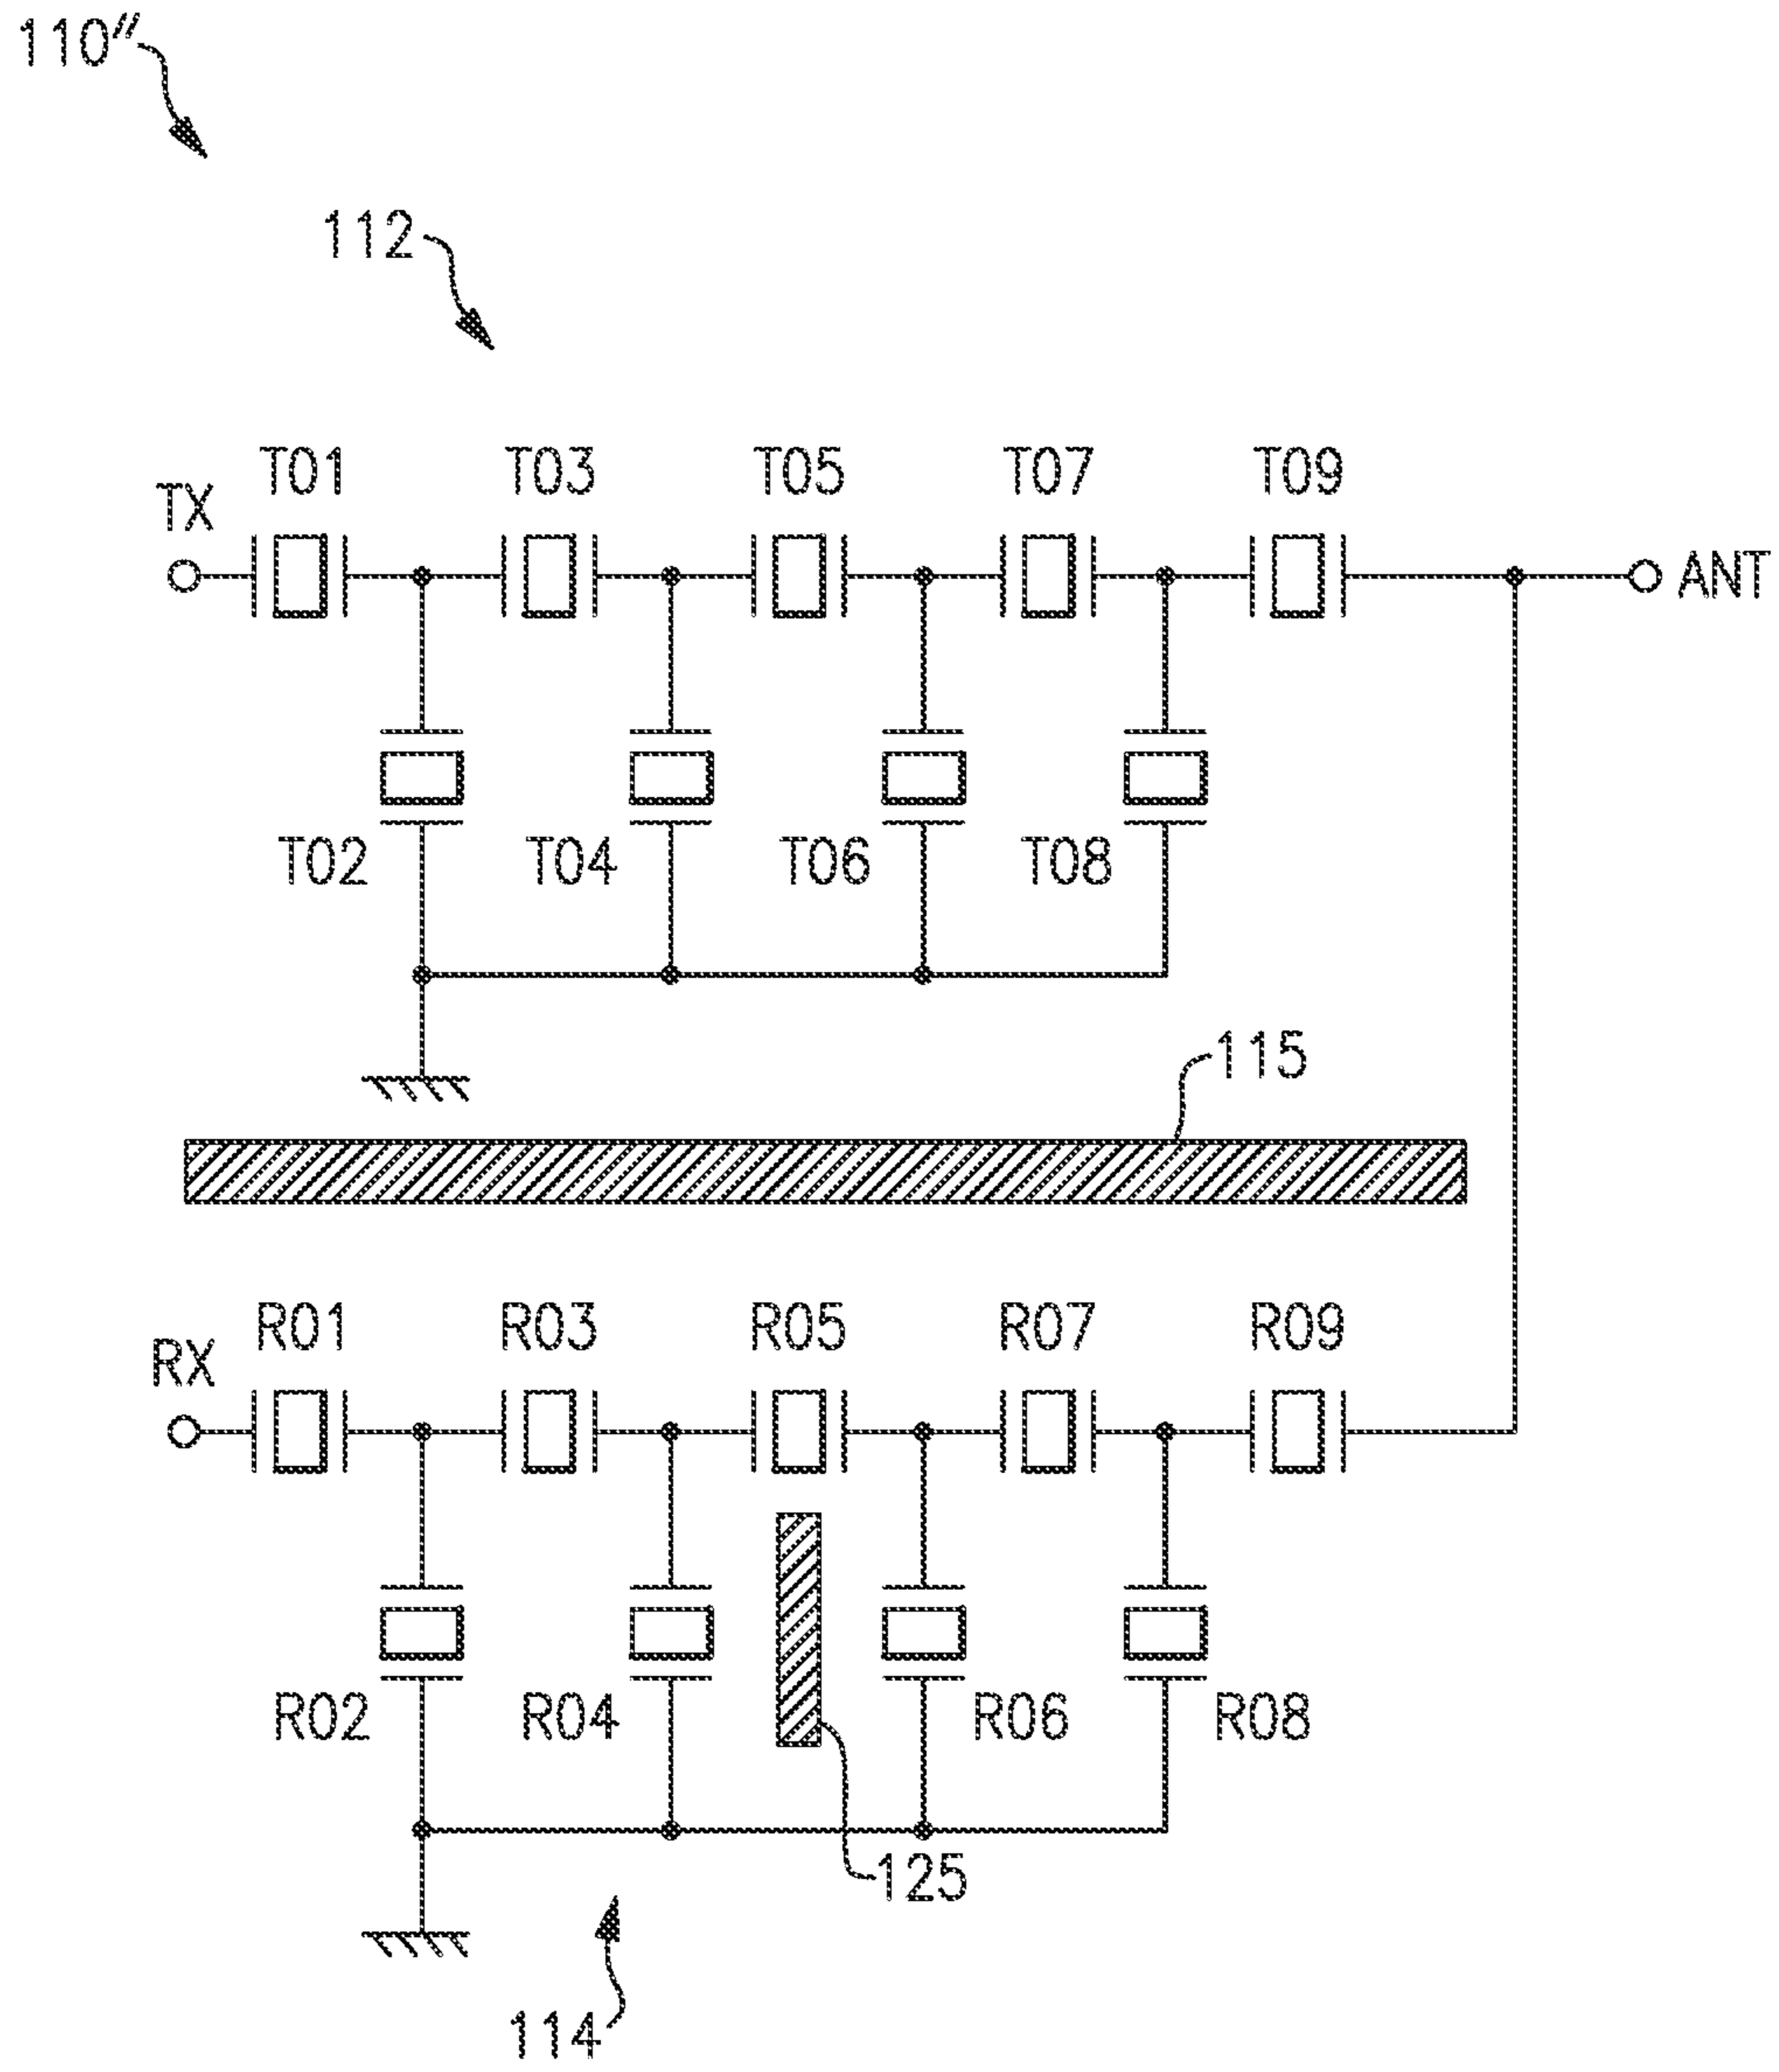 110"
112
T01 T03 T05 T07 T09
TX
ANT
T02 T04 T06 T08
115
R01 R03 R05 R07 R09
RX
R02 R04 R06 R08
125
114